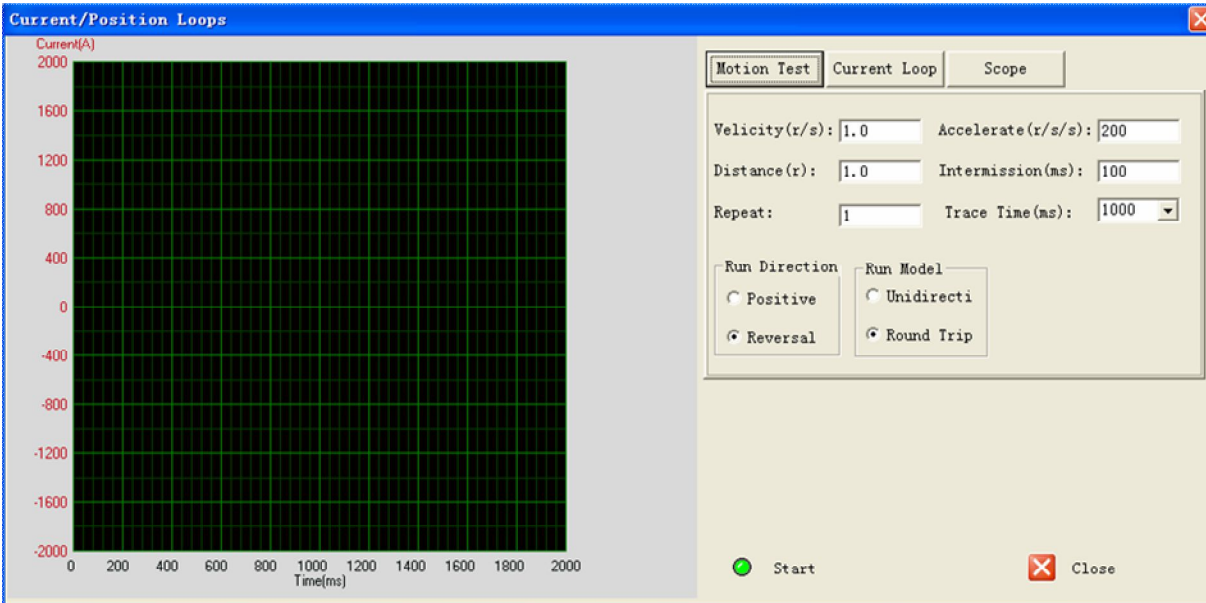 Current/Position Loops
Current(A)
2000
1600
1200
800
400
0
-400
-800
-1200
-1600
-2000
0 200 400 600 800 1000 1200 1400 1600 1800 2000
Time(ms)
Motion Test Current Loop Scope
Velicity(r/s): 1.0 Accelerate(r/s/s): 200
Distance(r): 1.0 Intermission(ms): 100
Repeat: 1 Trace Time(ms): 1000
Run Direction Run Model
Positive Unidirecti
Reversal Round Trip
Start Close